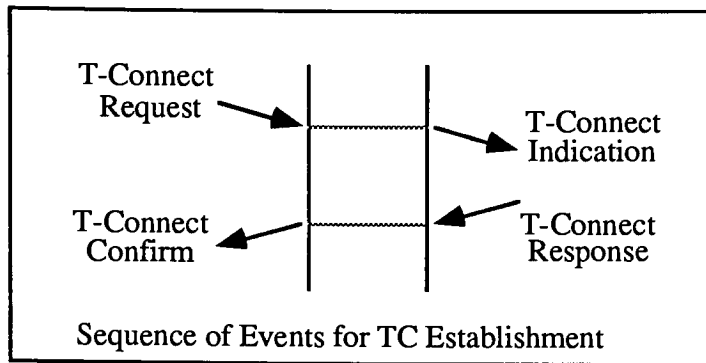 T-Connect
Request
T-Connect
Indication
T-Connect
Confirm
T-Connect
Response
Sequence of Events for TC Establishment